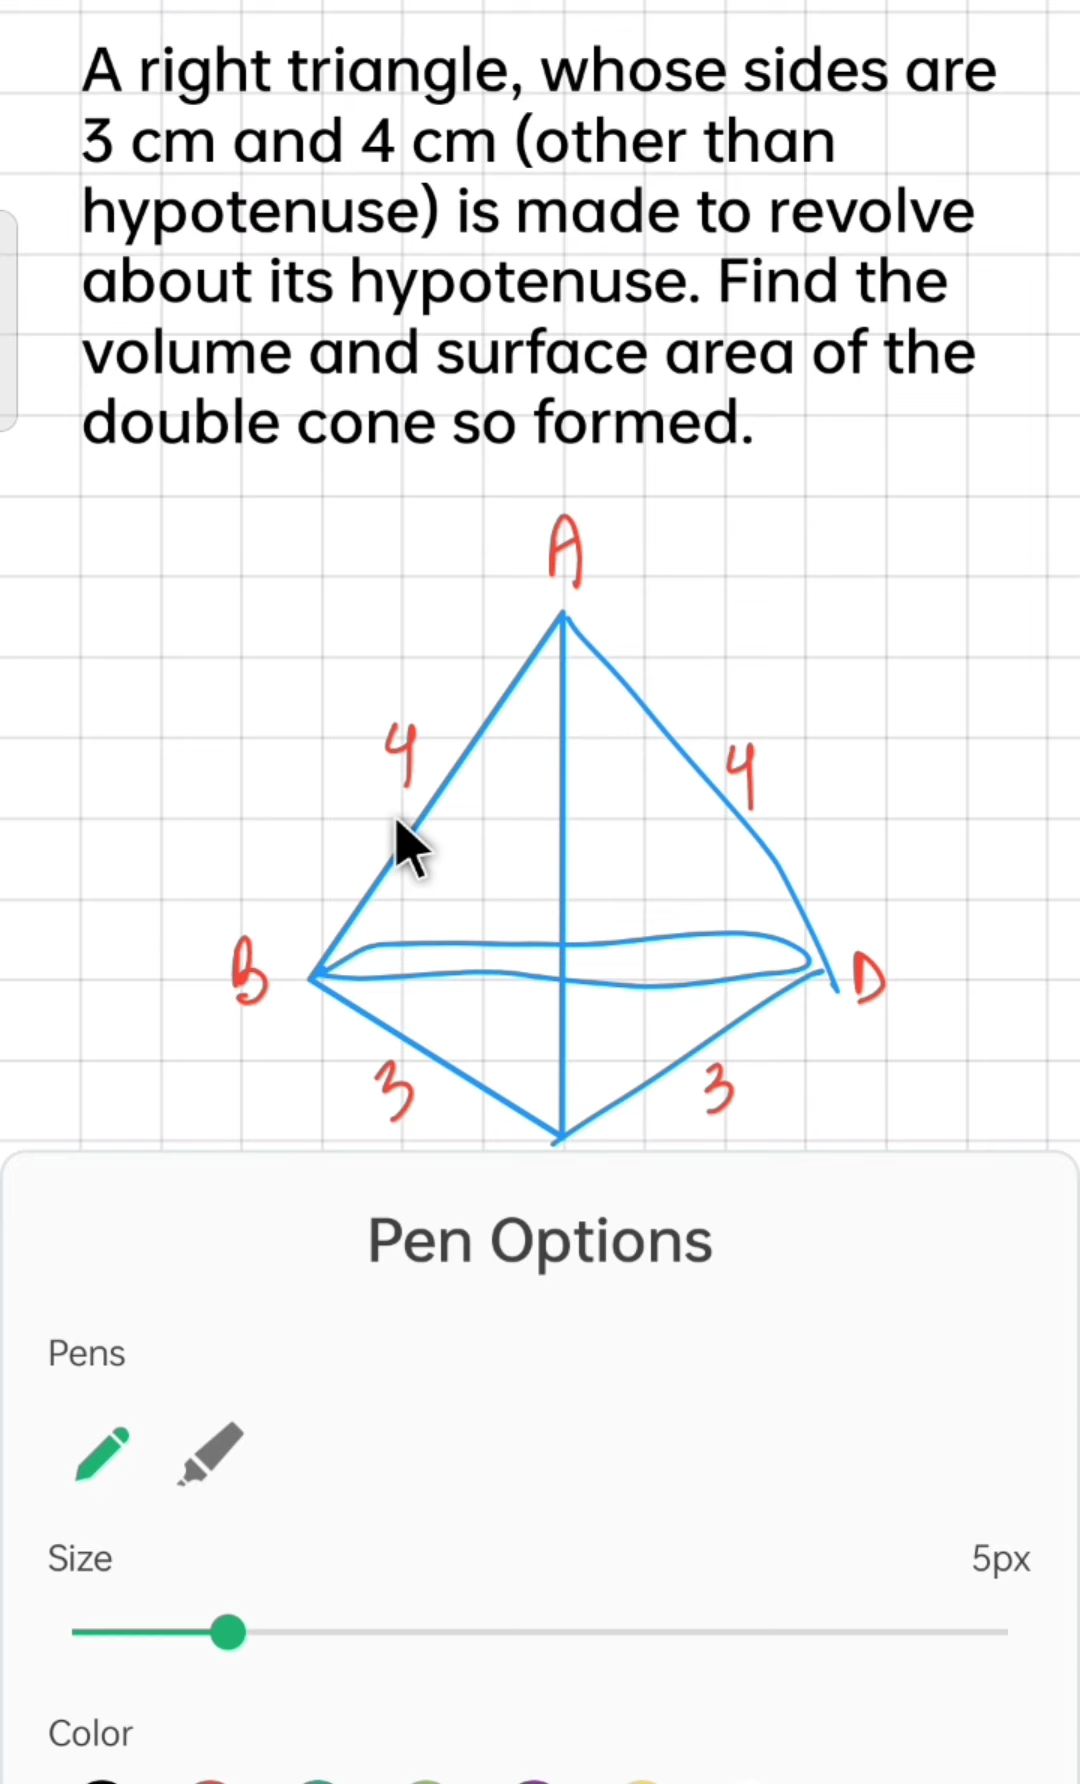 A right triangle, whose sides are
3 cm and 4 cm (other than
hypotenuse) is made to revolve
about its hypotenuse. Find the
volume and surface area of the
double cone so formed.
A
4
4
B
D
3
3
Pen Options
Pens
Size
5px
Color